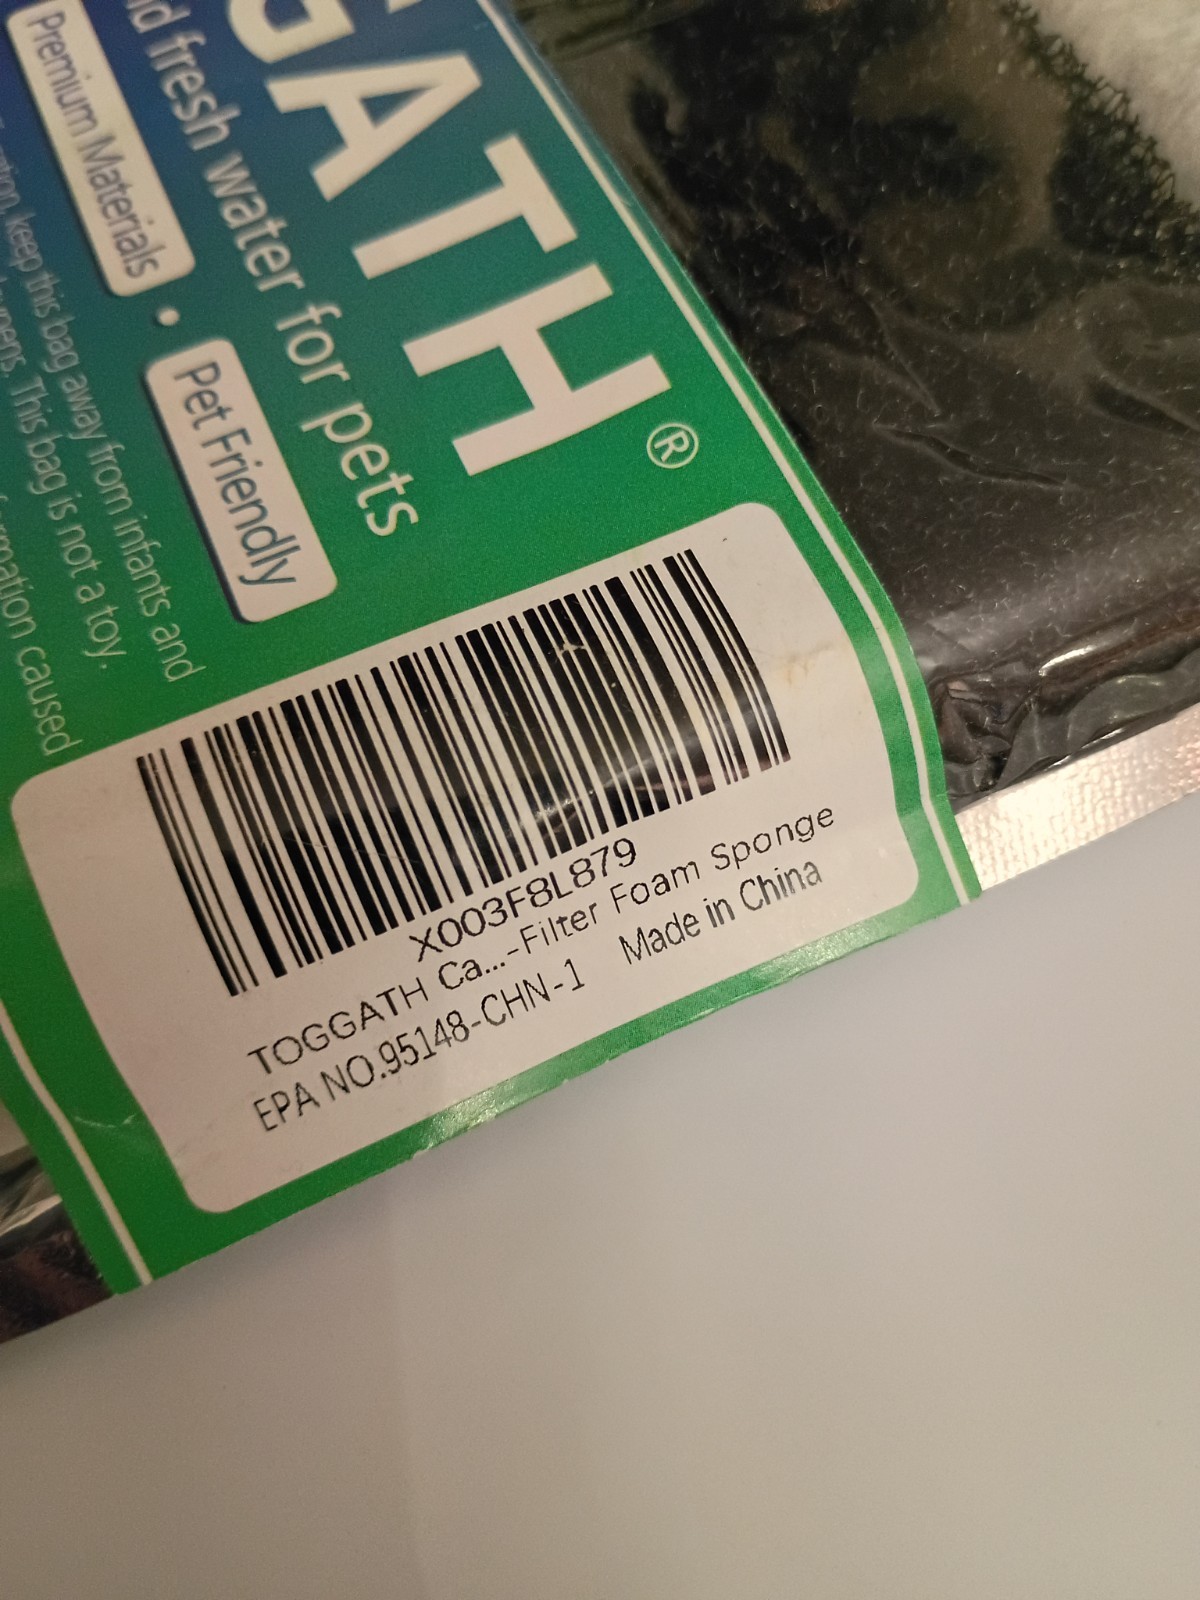 GATH®
d fresh water for pets
Premium Materials • Pet Friendly
keep this bag away from infants and
This bag is not a toy.
caused
X003F8L879
TOGGATH Ca...-Filter Foam Sponge
EPA NO.95148-CHN-1 Made in China